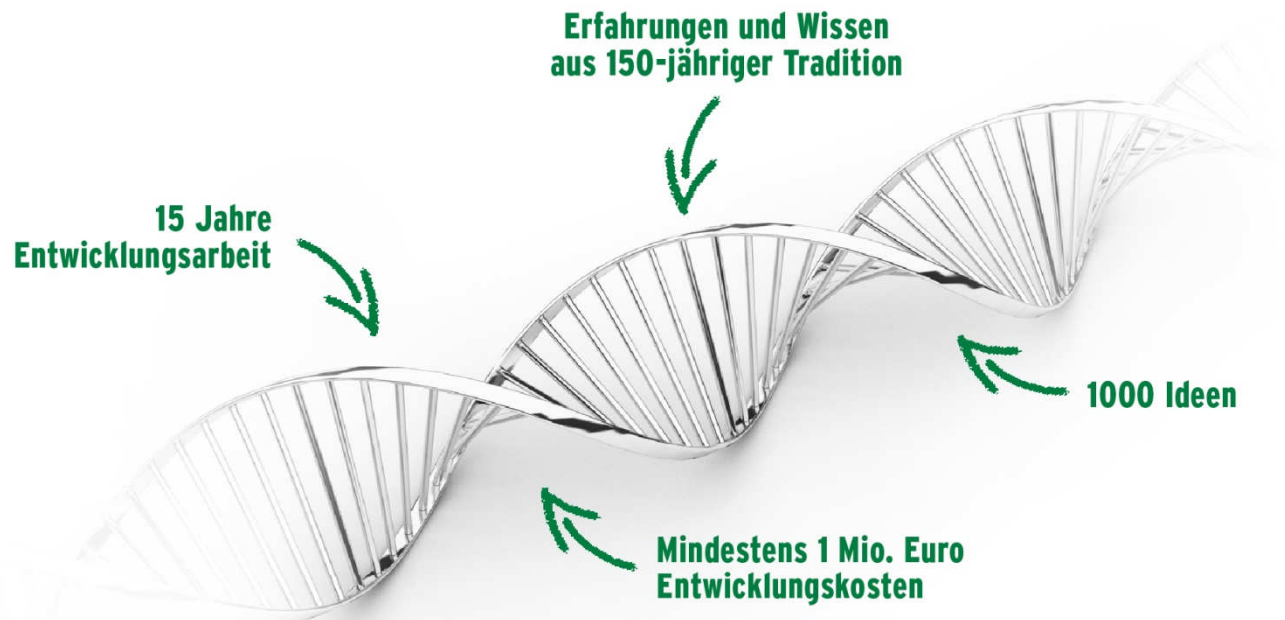 Erfahrungen und Wissen
aus 150-jähriger Tradition
15 Jahre
Entwicklungsarbeit
1000 Ideen
Mindestens 1 Mio. Euro
Entwicklungskosten